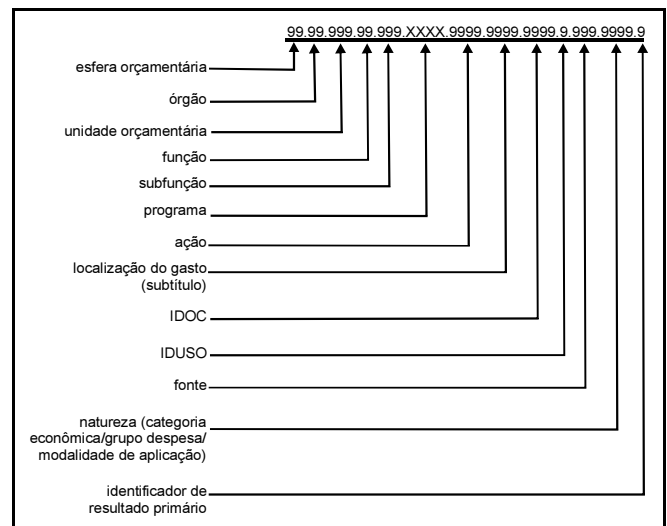 99.99.999.99.999.XXXX.9999.9999.9999.9.999.9999.9
esfera orçamentária
órgão
unidade orçamentária
função
subfunção
programa
ação
localização do gasto
(subtítulo)
IDOC
IDUSO
fonte
natureza (categoria
econômica/grupo despesa/
modalidade de aplicação)
identificador de
resultado primário